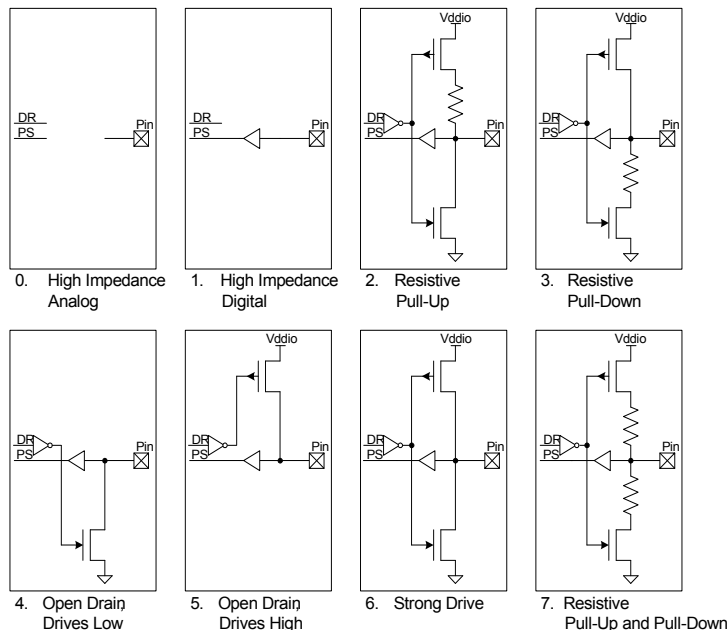 Vddio
Vddio
DR
PS
Pin
DR
PS
Pin
DR
PS
Pin
DR
PS
Pin
0. High Impedance
Analog
1. High Impedance
Digital
2. Resistive
Pull-Up
3. Resistive
Pull-Down
Vddio
Vddio
Vddio
DR
PS
Pin
DR
PS
Pin
DR
PS
Pin
DR
PS
Pin
4. Open Drain,
Drives Low
5. Open Drain,
Drives High
6. Strong Drive
7. Resistive
Pull-Up and Pull-Down